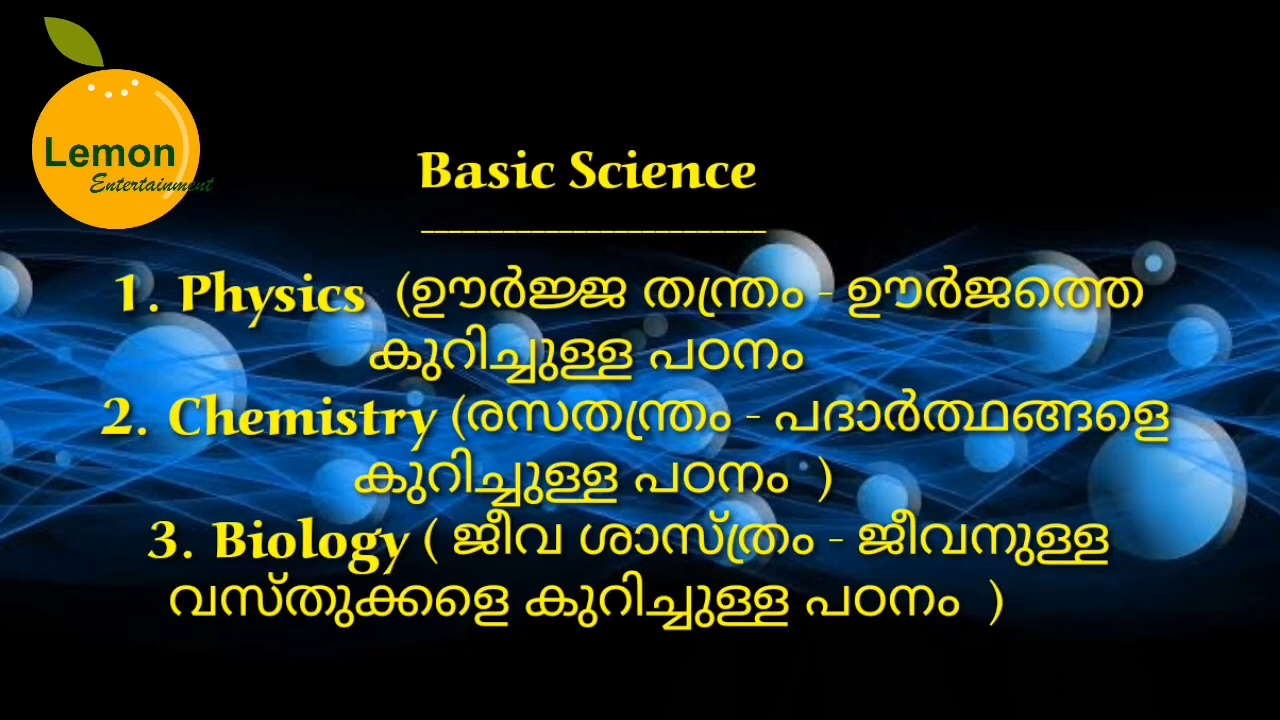 Lemon
Entertainment
Basic Science
_________________________
1. Physics (ഊർജ്ജ തന്ത്രം - ഊർജത്തെ
കുറിച്ചുള്ള പഠനം
2. Chemistry (രസതന്ത്രം - പദാർത്ഥങ്ങളെ
കുറിച്ചുള്ള പഠനം )
3. Biology ( ജീവ ശാസ്ത്രം - ജീവനുള്ള
വസ്തുക്കളെ കുറിച്ചുള്ള പഠനം )